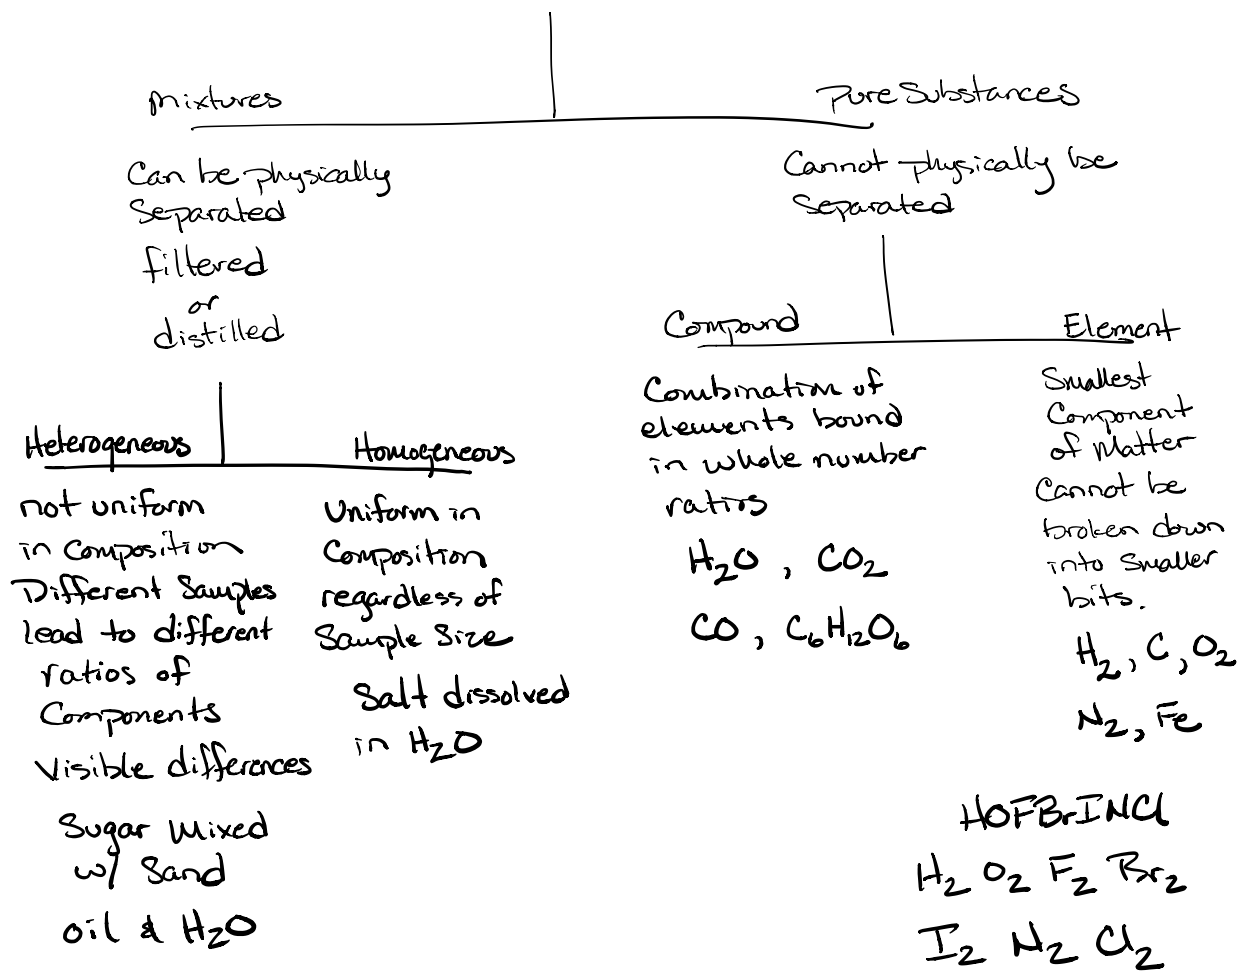 Mixtures
Pure Substances
Can be physically
Separated
filtered
or
distilled
Cannot physically be
Separated
Heterogeneous
not uniform
in Composition
Different Samples
lead to different
ratios of
Components
Visible differences
Sugar Mixed
w/ Sand
oil & H₂O
Homogeneous
Uniform in
Composition
regardless of
Sample Size
Salt dissolved
in H₂O
Compound
Combination of
elements bound
in whole number
ratios
H₂O , CO₂
CO , C₆H₁₂O₆
Element
Smallest
Component
of Matter
Cannot be
broken down
into Smaller
bits.
H₂, C, O₂
N₂, Fe
HOFBrINCl
H₂ O₂ F₂ Br₂
I₂ N₂ Cl₂